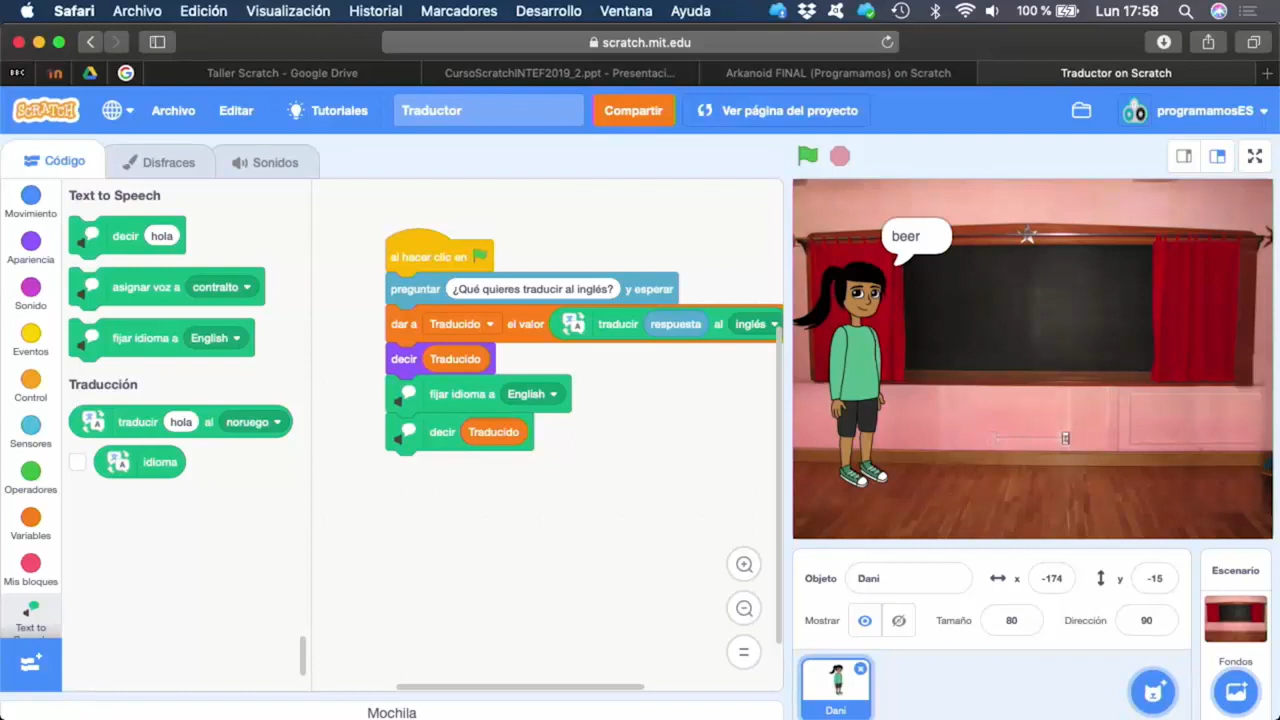 Safari Archivo Edición Visualización Historial Marcadores Desarrollo Ventana Ayuda 100 % Lun 17:58
scratch.mit.edu
BBC in G Taller Scratch - Google Drive CursoScratchINTEF2019_2.ppt - Presentaci... Arkanoid FINAL (Programamos) on Scratch Traductor on Scratch
SCRATCH Archivo Editar Tutoriales Traductor Compartir Ver página del proyecto programamosES
Código Disfraces Sonidos
Movimiento
Apariencia
Sonido
Eventos
Control
Sensores
Operadores
Variables
Mis bloques
Text to
Text to Speech
decir hola
asignar voz a contralto
fijar idioma a English
Traducción
traducir hola al noruego
idioma
al hacer clic en
preguntar ¿Qué quieres traducir al inglés? y esperar
dar a Traducido el valor traducir respuesta al inglés
decir Traducido
fijar idioma a English
decir Traducido
beer
Objeto Dani x -174 y -15
Mostrar Tamaño 80 Dirección 90
Dani
Escenario
Fondos
Mochila